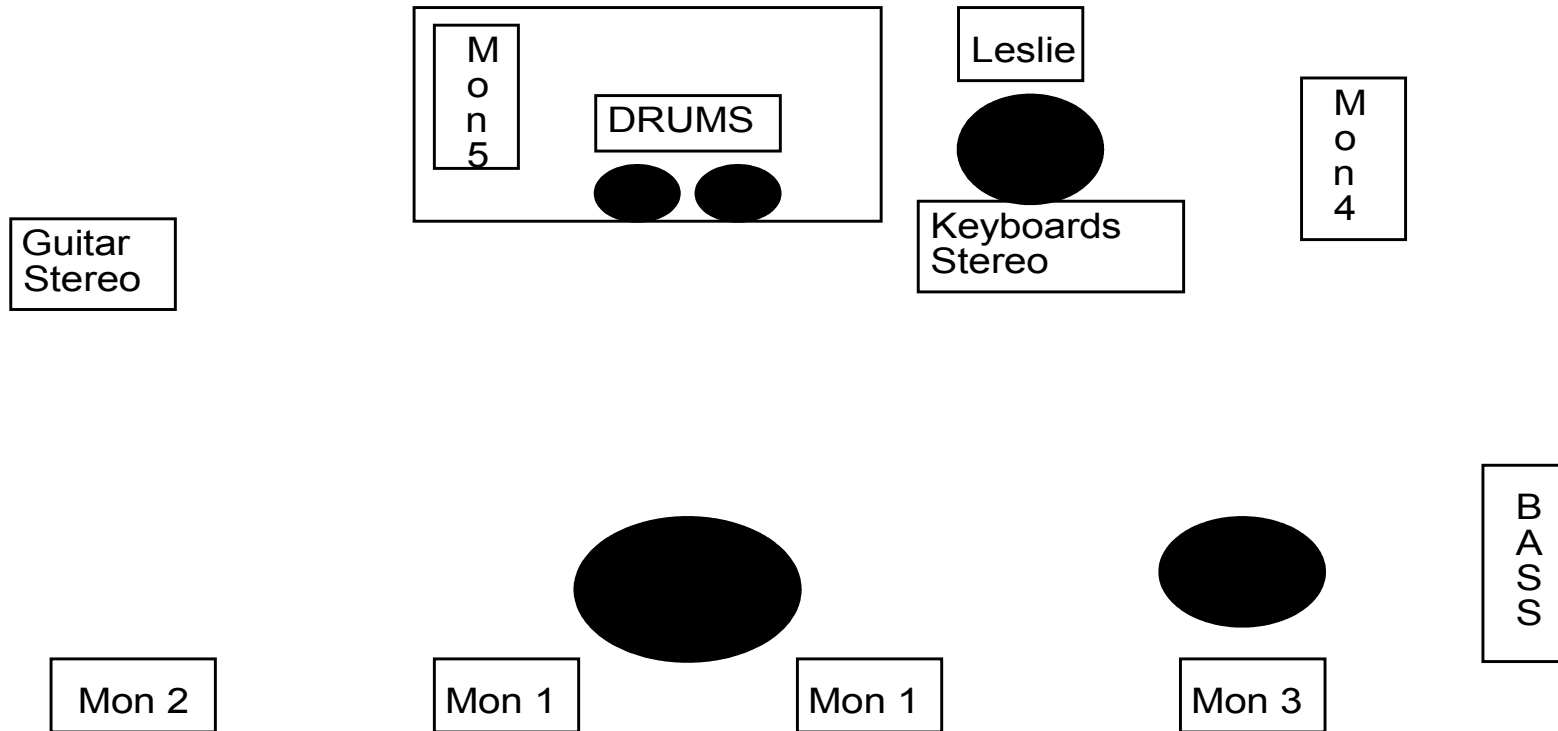 Mon5
DRUMS
Leslie
Mon4
Guitar
Stereo
Keyboards
Stereo
BASS
Mon 2
Mon 1
Mon 1
Mon 3